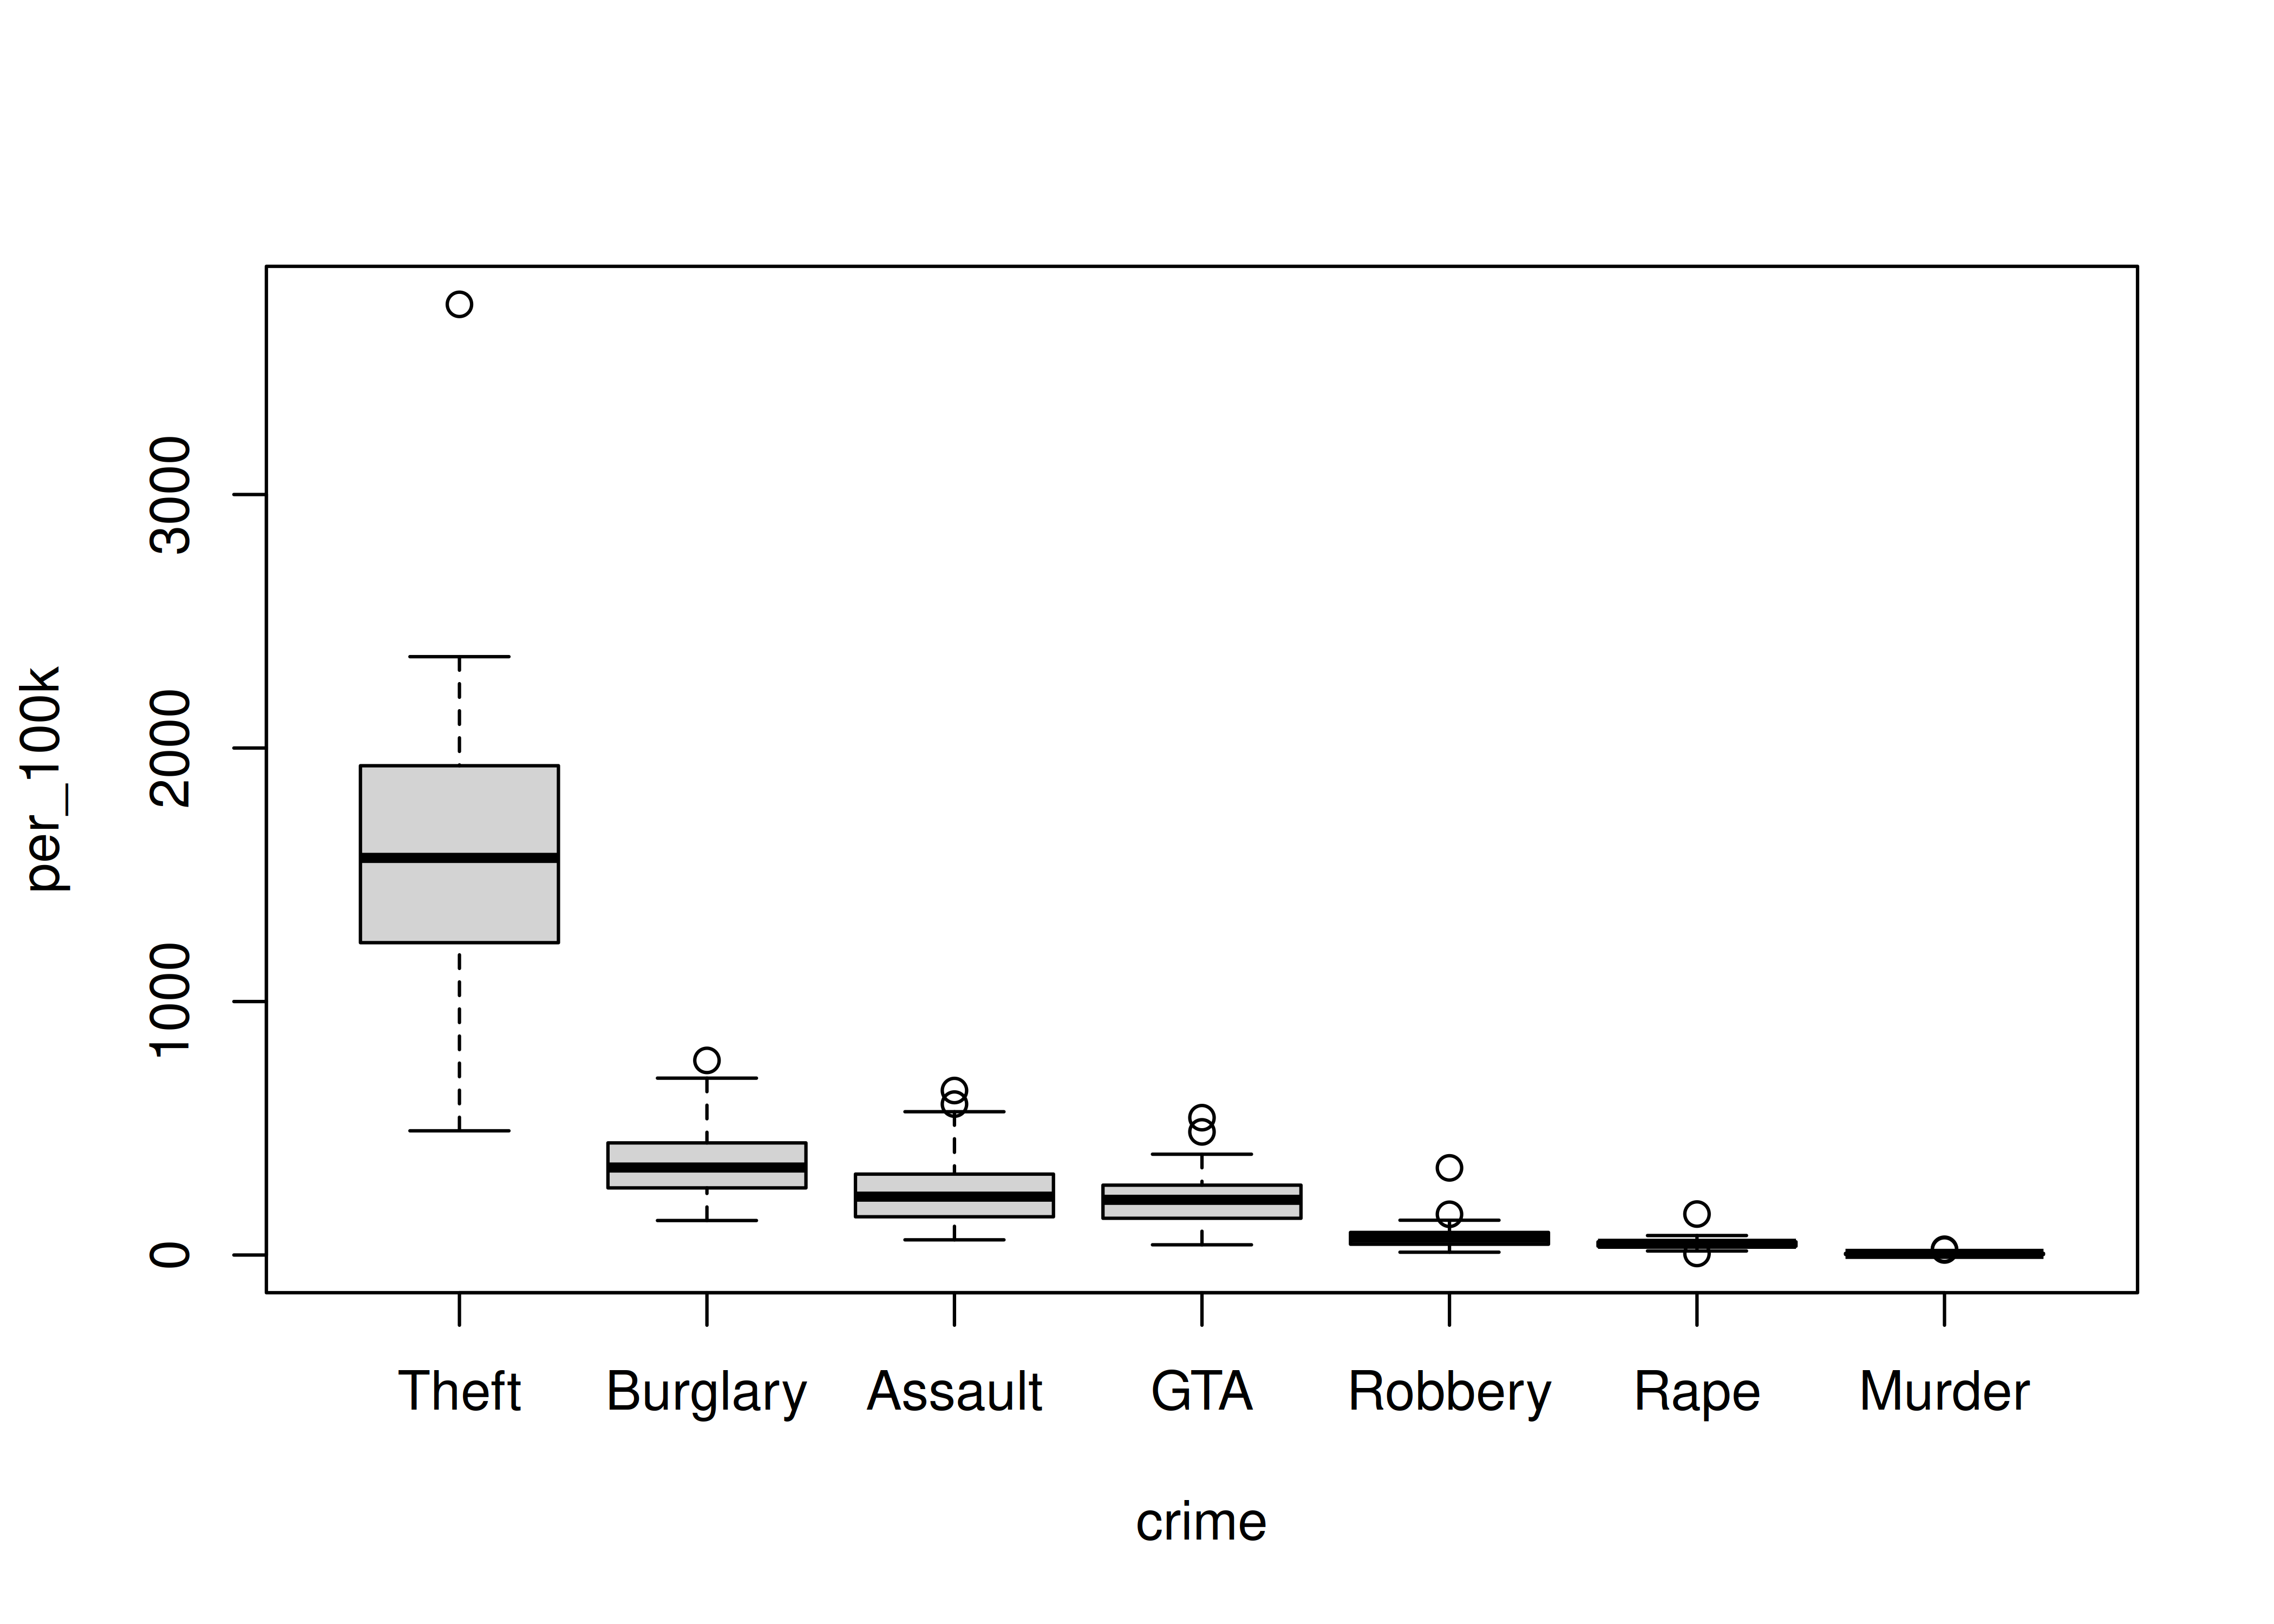 per_100k
3000
2000
1000
0
Theft Burglary Assault GTA Robbery Rape Murder
crime